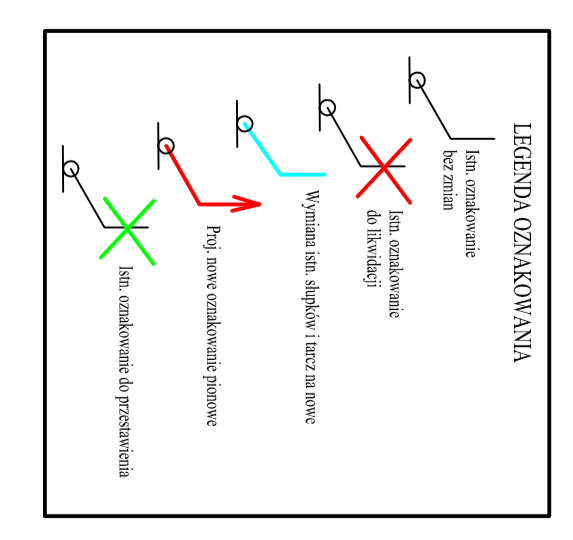 LEGENDA OZNAKOWANIA
Istn. oznakowanie
bez zmian
Istn. oznakowanie
do likwidacji
Wymiana istn. słupków i tarcz na nowe
Proj. nowe oznakowanie pionowe
Istn. oznakowanie do przestawienia